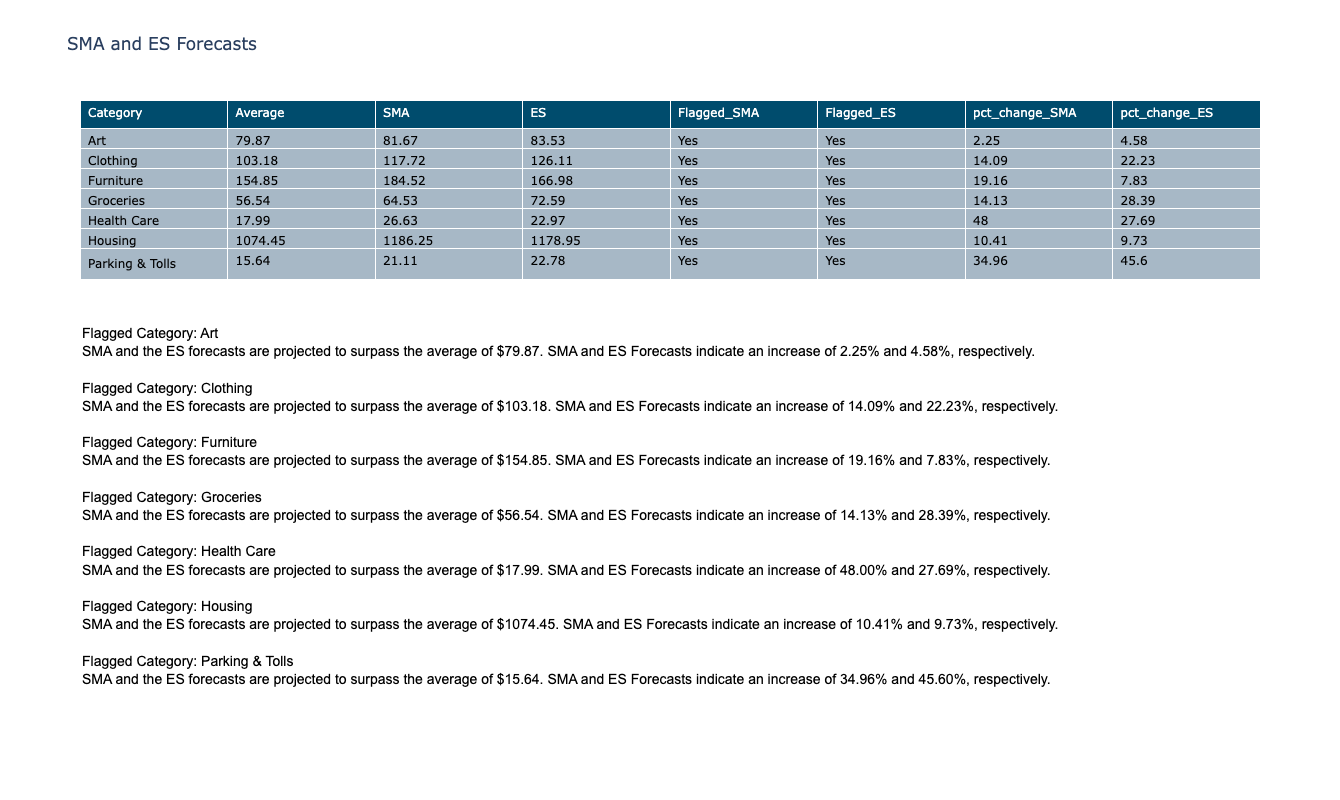 SMA and ES Forecasts
Category Average SMA ES Flagged_SMA Flagged_ES pct_change_SMA pct_change_ES
Art 79.87 81.67 83.53 Yes Yes 2.25 4.58
Clothing 103.18 117.72 126.11 Yes Yes 14.09 22.23
Furniture 154.85 184.52 166.98 Yes Yes 19.16 7.83
Groceries 56.54 64.53 72.59 Yes Yes 14.13 28.39
Health Care 17.99 26.63 22.97 Yes Yes 48 27.69
Housing 1074.45 1186.25 1178.95 Yes Yes 10.41 9.73
Parking & Tolls 15.64 21.11 22.78 Yes Yes 34.96 45.6
Flagged Category: Art
SMA and the ES forecasts are projected to surpass the average of $79.87. SMA and ES Forecasts indicate an increase of 2.25% and 4.58%, respectively.
Flagged Category: Clothing
SMA and the ES forecasts are projected to surpass the average of $103.18. SMA and ES Forecasts indicate an increase of 14.09% and 22.23%, respectively.
Flagged Category: Furniture
SMA and the ES forecasts are projected to surpass the average of $154.85. SMA and ES Forecasts indicate an increase of 19.16% and 7.83%, respectively.
Flagged Category: Groceries
SMA and the ES forecasts are projected to surpass the average of $56.54. SMA and ES Forecasts indicate an increase of 14.13% and 28.39%, respectively.
Flagged Category: Health Care
SMA and the ES forecasts are projected to surpass the average of $17.99. SMA and ES Forecasts indicate an increase of 48.00% and 27.69%, respectively.
Flagged Category: Housing
SMA and the ES forecasts are projected to surpass the average of $1074.45. SMA and ES Forecasts indicate an increase of 10.41% and 9.73%, respectively.
Flagged Category: Parking & Tolls
SMA and the ES forecasts are projected to surpass the average of $15.64. SMA and ES Forecasts indicate an increase of 34.96% and 45.60%, respectively.